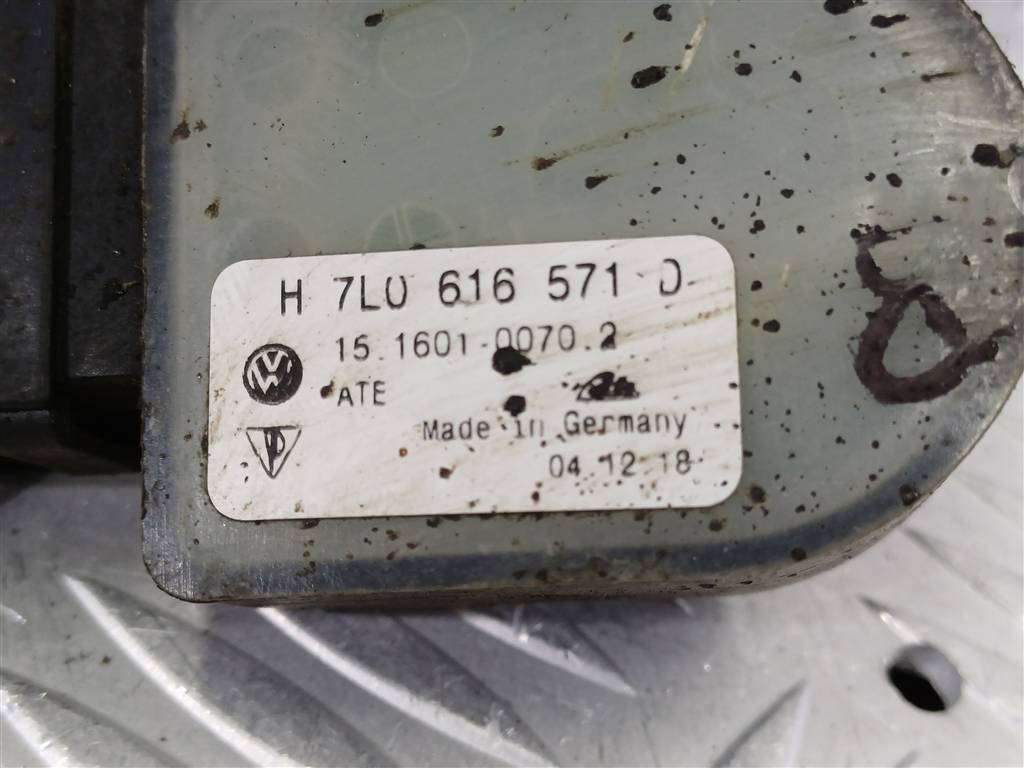 H 7L0 616 571 D
15.1601-0070.2
ATE
Made in Germany
04.12.18